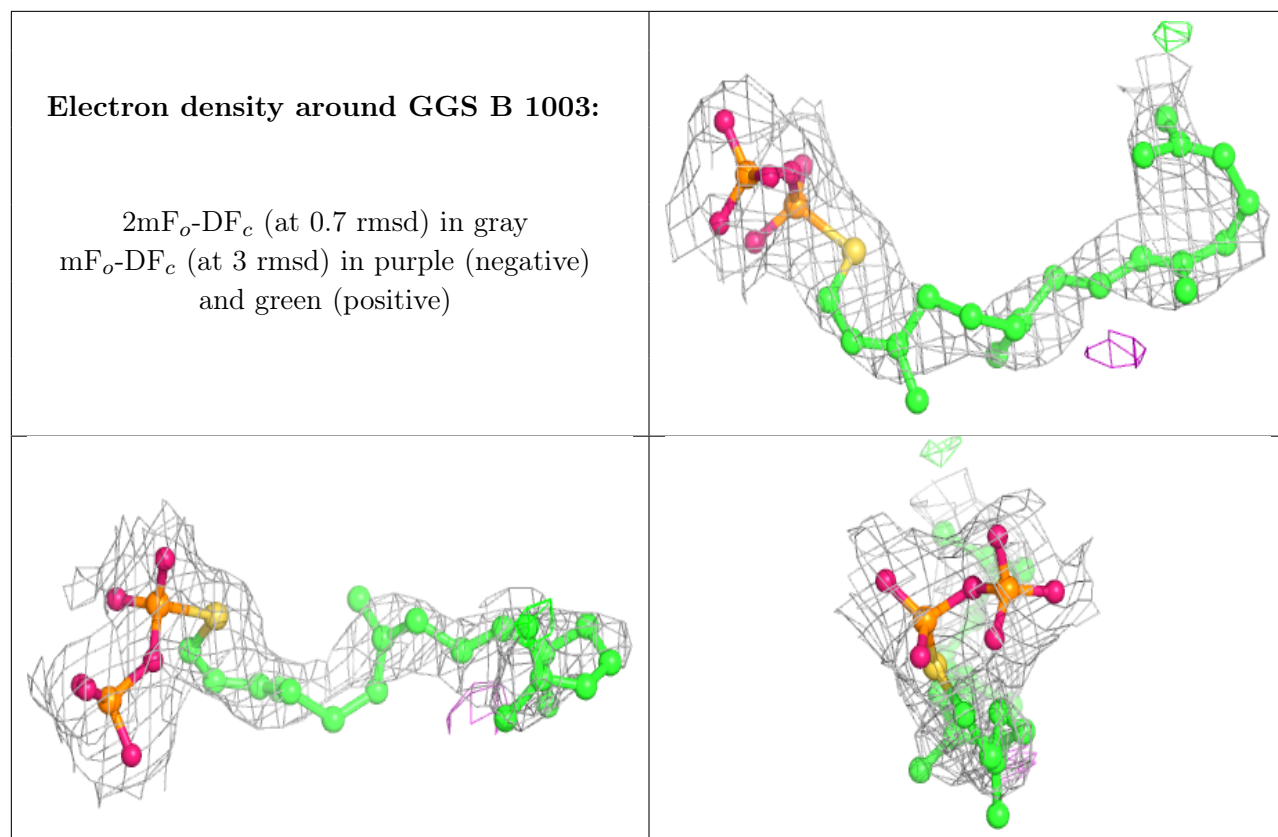 Electron density around GGS B 1003:
2mFo-DFc (at 0.7 rmsd) in gray
mFo-DFc (at 3 rmsd) in purple (negative)
and green (positive)